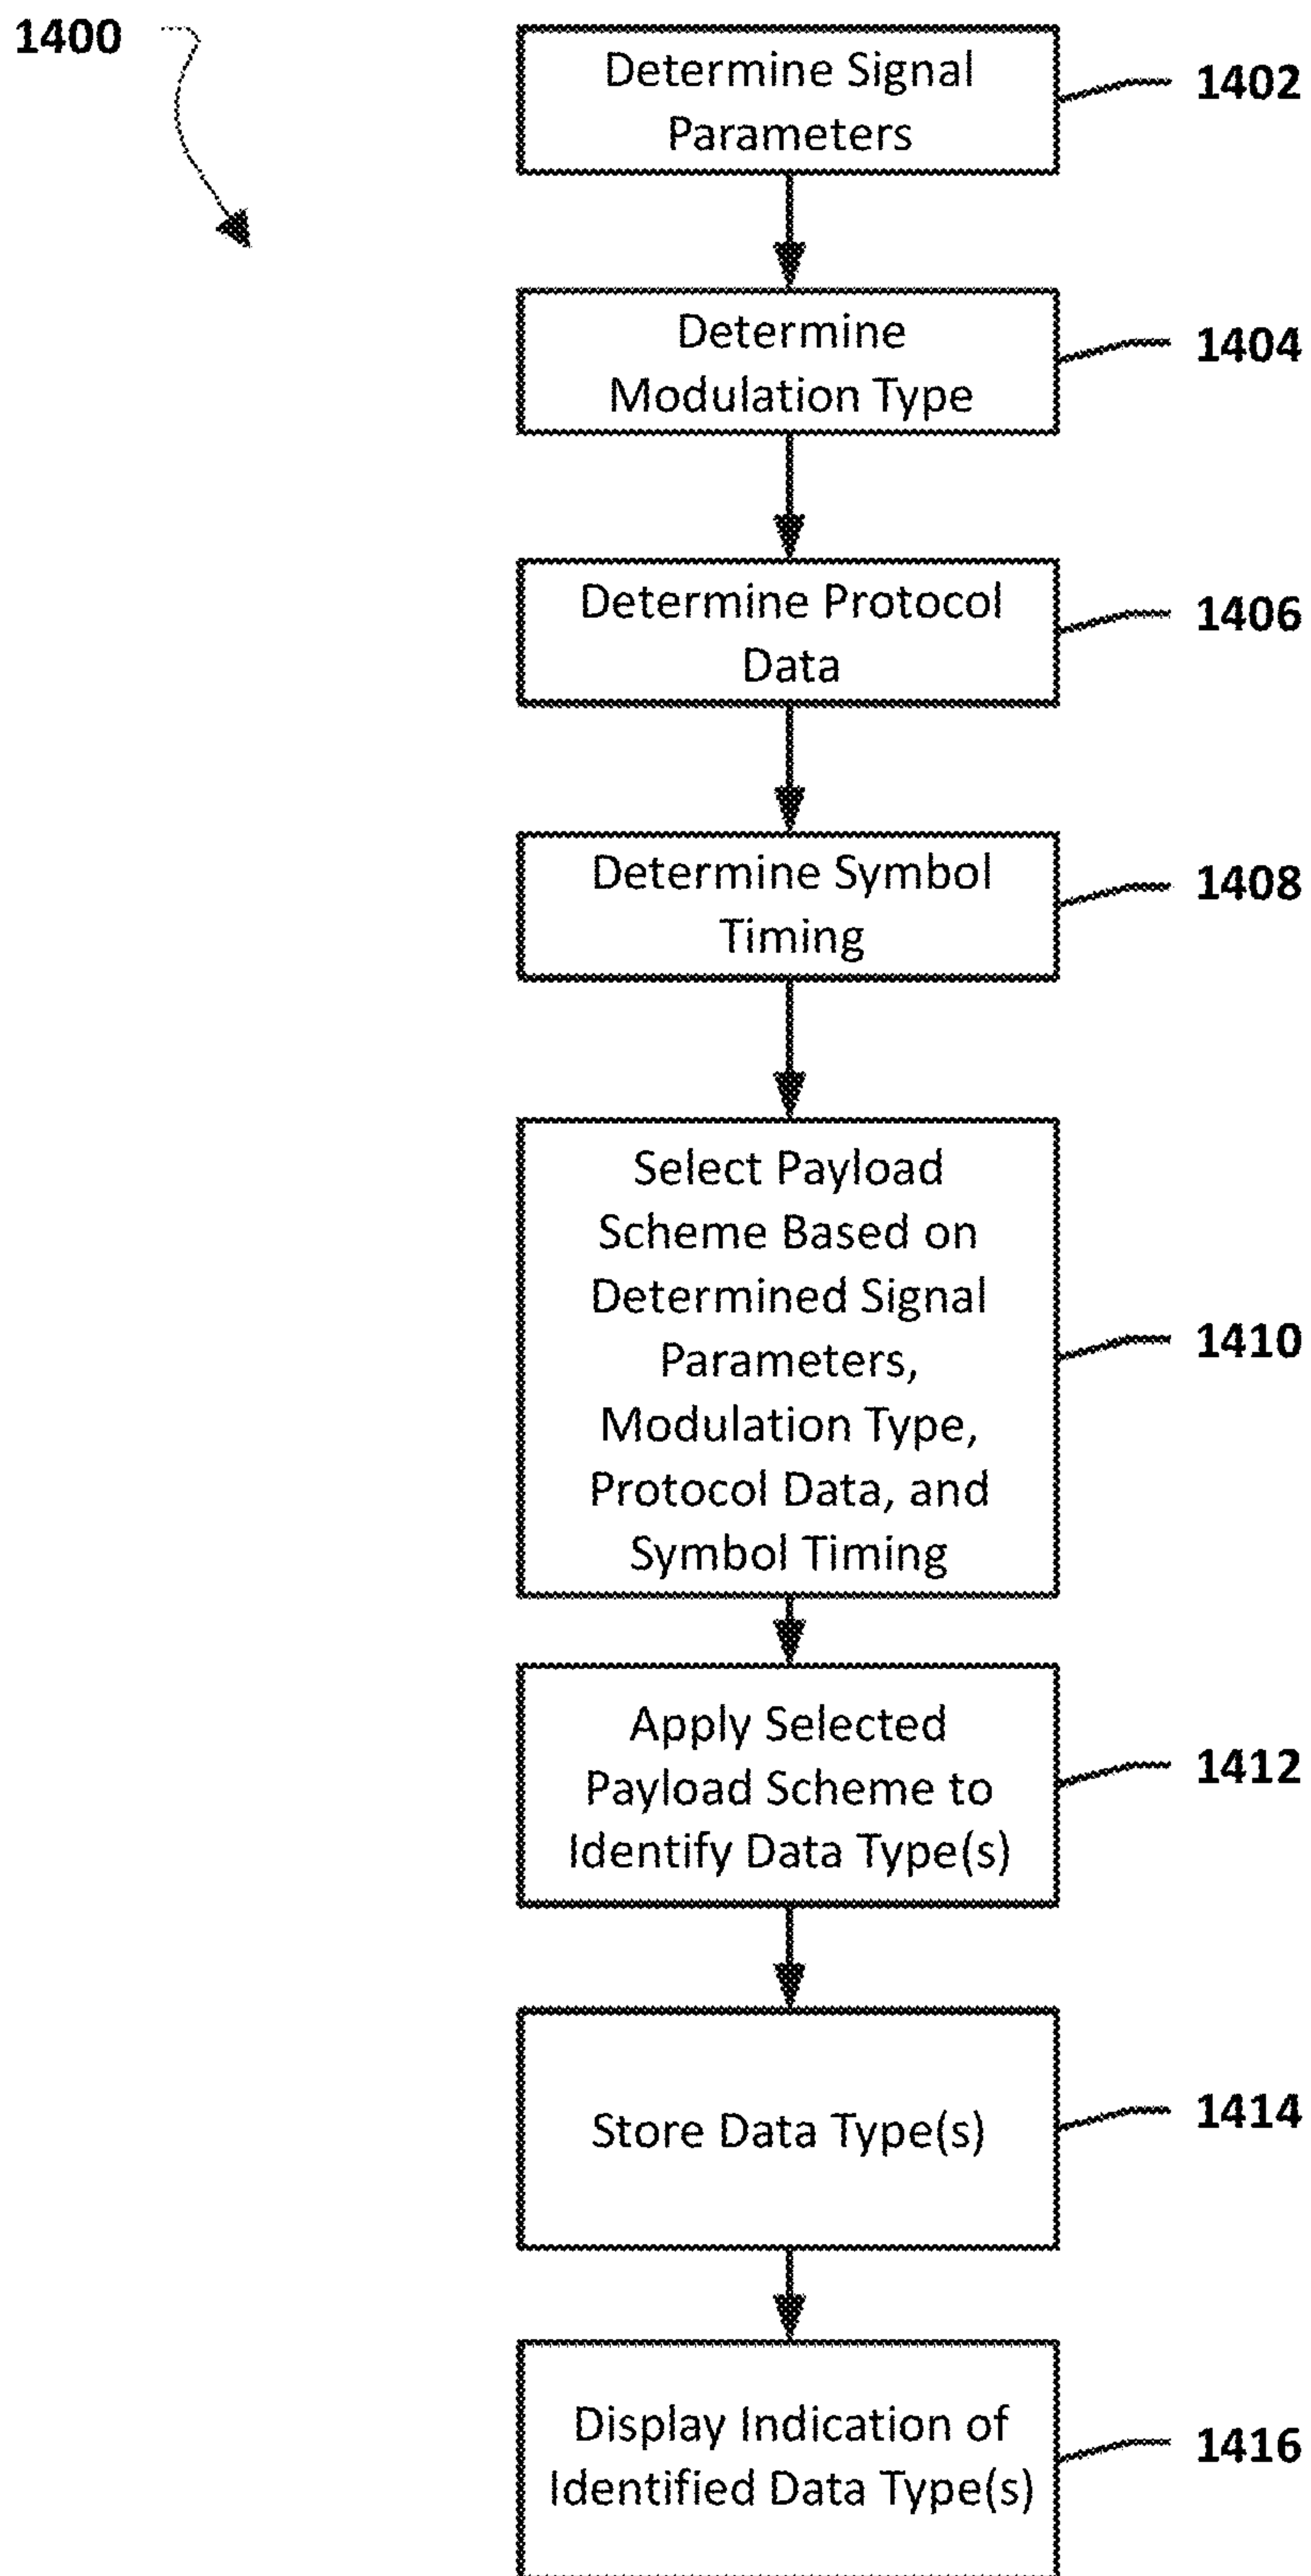 1400
Determine Signal
Parameters
1402
Determine
Modulation Type
1404
Determine Protocol
Data
1406
Determine Symbol
Timing
1408
Select Payload
Scheme Based on
Determined Signal
Parameters,
Modulation Type,
Protocol Data, and
Symbol Timing
1410
Apply Selected
Payload Scheme to
Identify Data Type(s)
1412
Store Data Type(s)
1414
Display Indication of
Identified Data Type(s)
1416